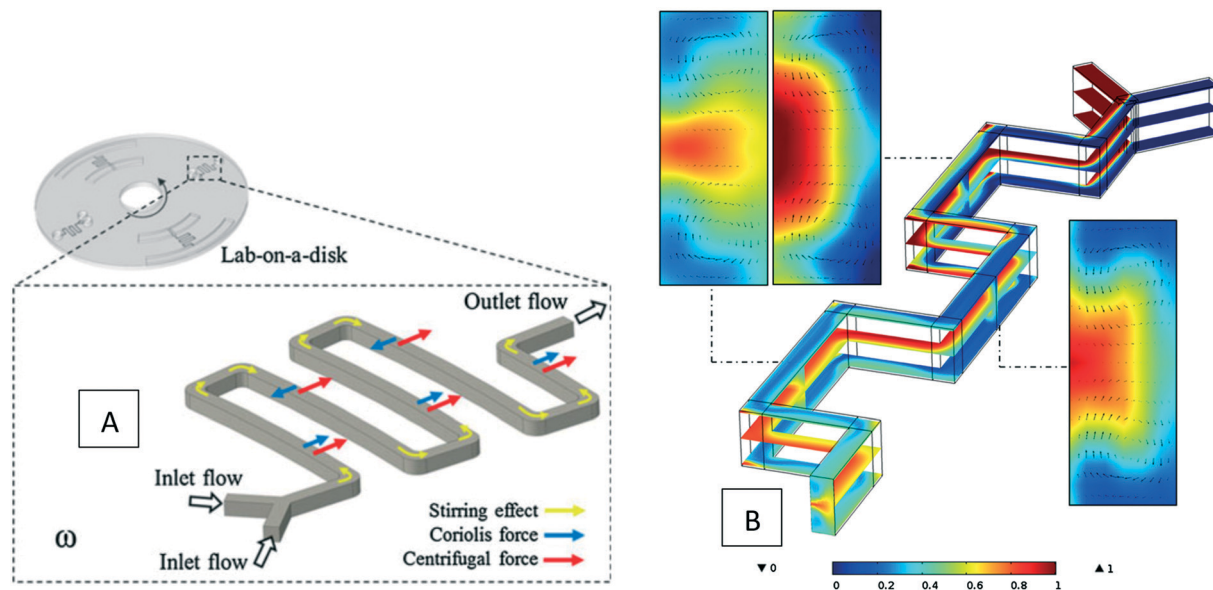 Lab-on-a-disk
Outlet flow
A
Inlet flow
Inlet flow
ω
Stirring effect
Coriolis force
Centrifugal force
B
▼ 0
▲ 1
0 0.2 0.4 0.6 0.8 1